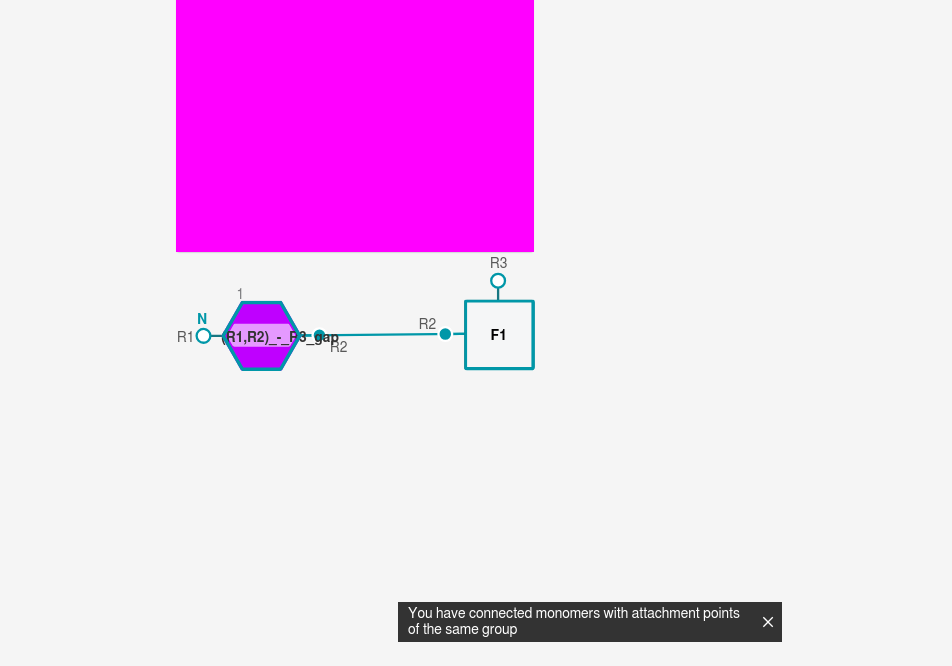 R3
1
N
R2
R1
(R1,R2)_-_R3_gap
F1
R2
You have connected monomers with attachment points
of the same group